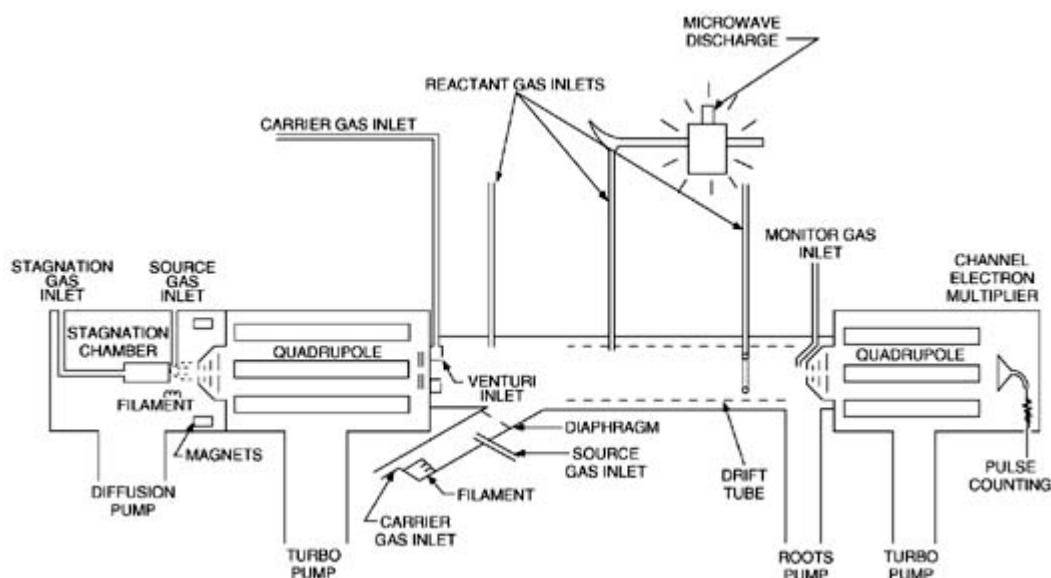 MICROWAVE
DISCHARGE
REACTANT GAS INLETS
CARRIER GAS INLET
MONITOR GAS
INLET
STAGNATION
GAS
INLET
SOURCE
GAS
INLET
CHANNEL
ELECTRON
MULTIPLIER
STAGNATION
CHAMBER
QUADRUPOLE
QUADRUPOLE
FILAMENT
VENTURI
INLET
MAGNETS
DIAPHRAGM
SOURCE
GAS INLET
DRIFT
TUBE
PULSE
COUNTING
DIFFUSION
PUMP
FILAMENT
CARRIER
GAS INLET
TURBO
PUMP
ROOTS
PUMP
TURBO
PUMP